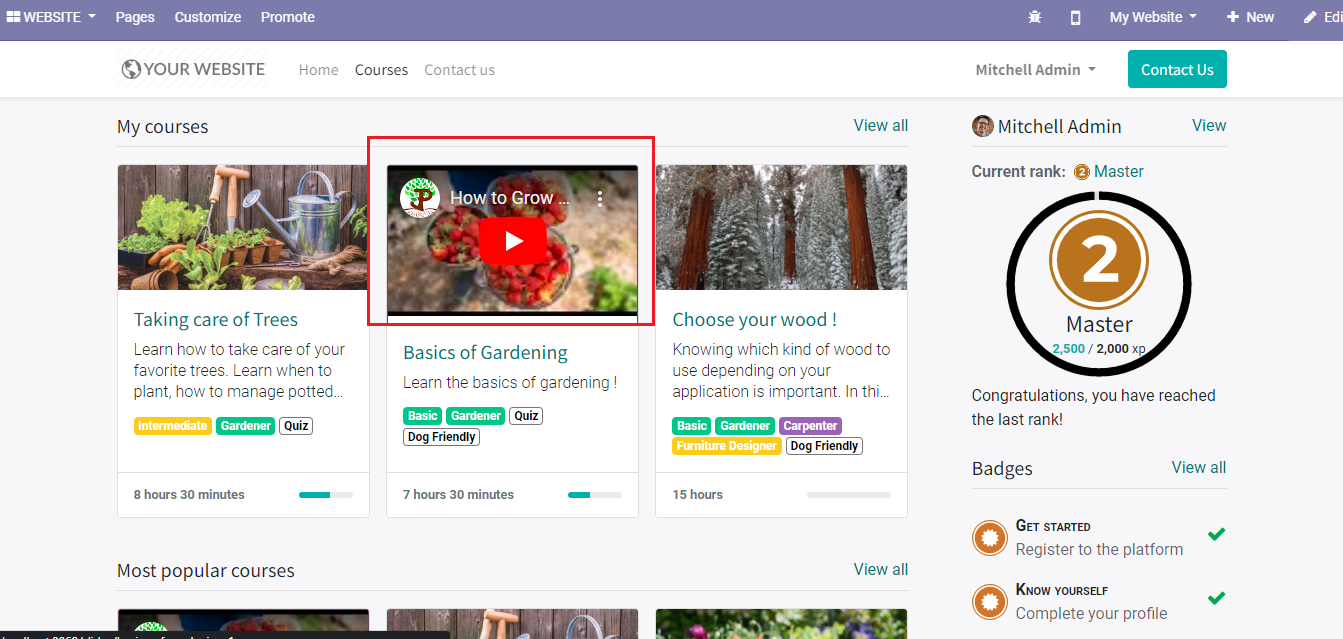 WEBSITE Pages Customize Promote My Website New Edi
YOUR WEBSITE Home Courses Contact us Mitchell Admin Contact Us
My courses View all
How to Grow ...
Taking care of Trees
Learn how to take care of your
favorite trees. Learn when to
plant, how to manage potted...
Intermediate Gardener Quiz
8 hours 30 minutes
Basics of Gardening
Learn the basics of gardening !
Basic Gardener Quiz
Dog Friendly
7 hours 30 minutes
Choose your wood !
Knowing which kind of wood to
use depending on your
application is important. In thi...
Basic Gardener Carpenter
Furniture Designer Dog Friendly
15 hours
Mitchell Admin View
Current rank: 2 Master
2
Master
2,500 / 2,000 xp
Congratulations, you have reached
the last rank!
Badges View all
GET STARTED
Register to the platform
KNOW YOURSELF
Complete your profile
Most popular courses View all